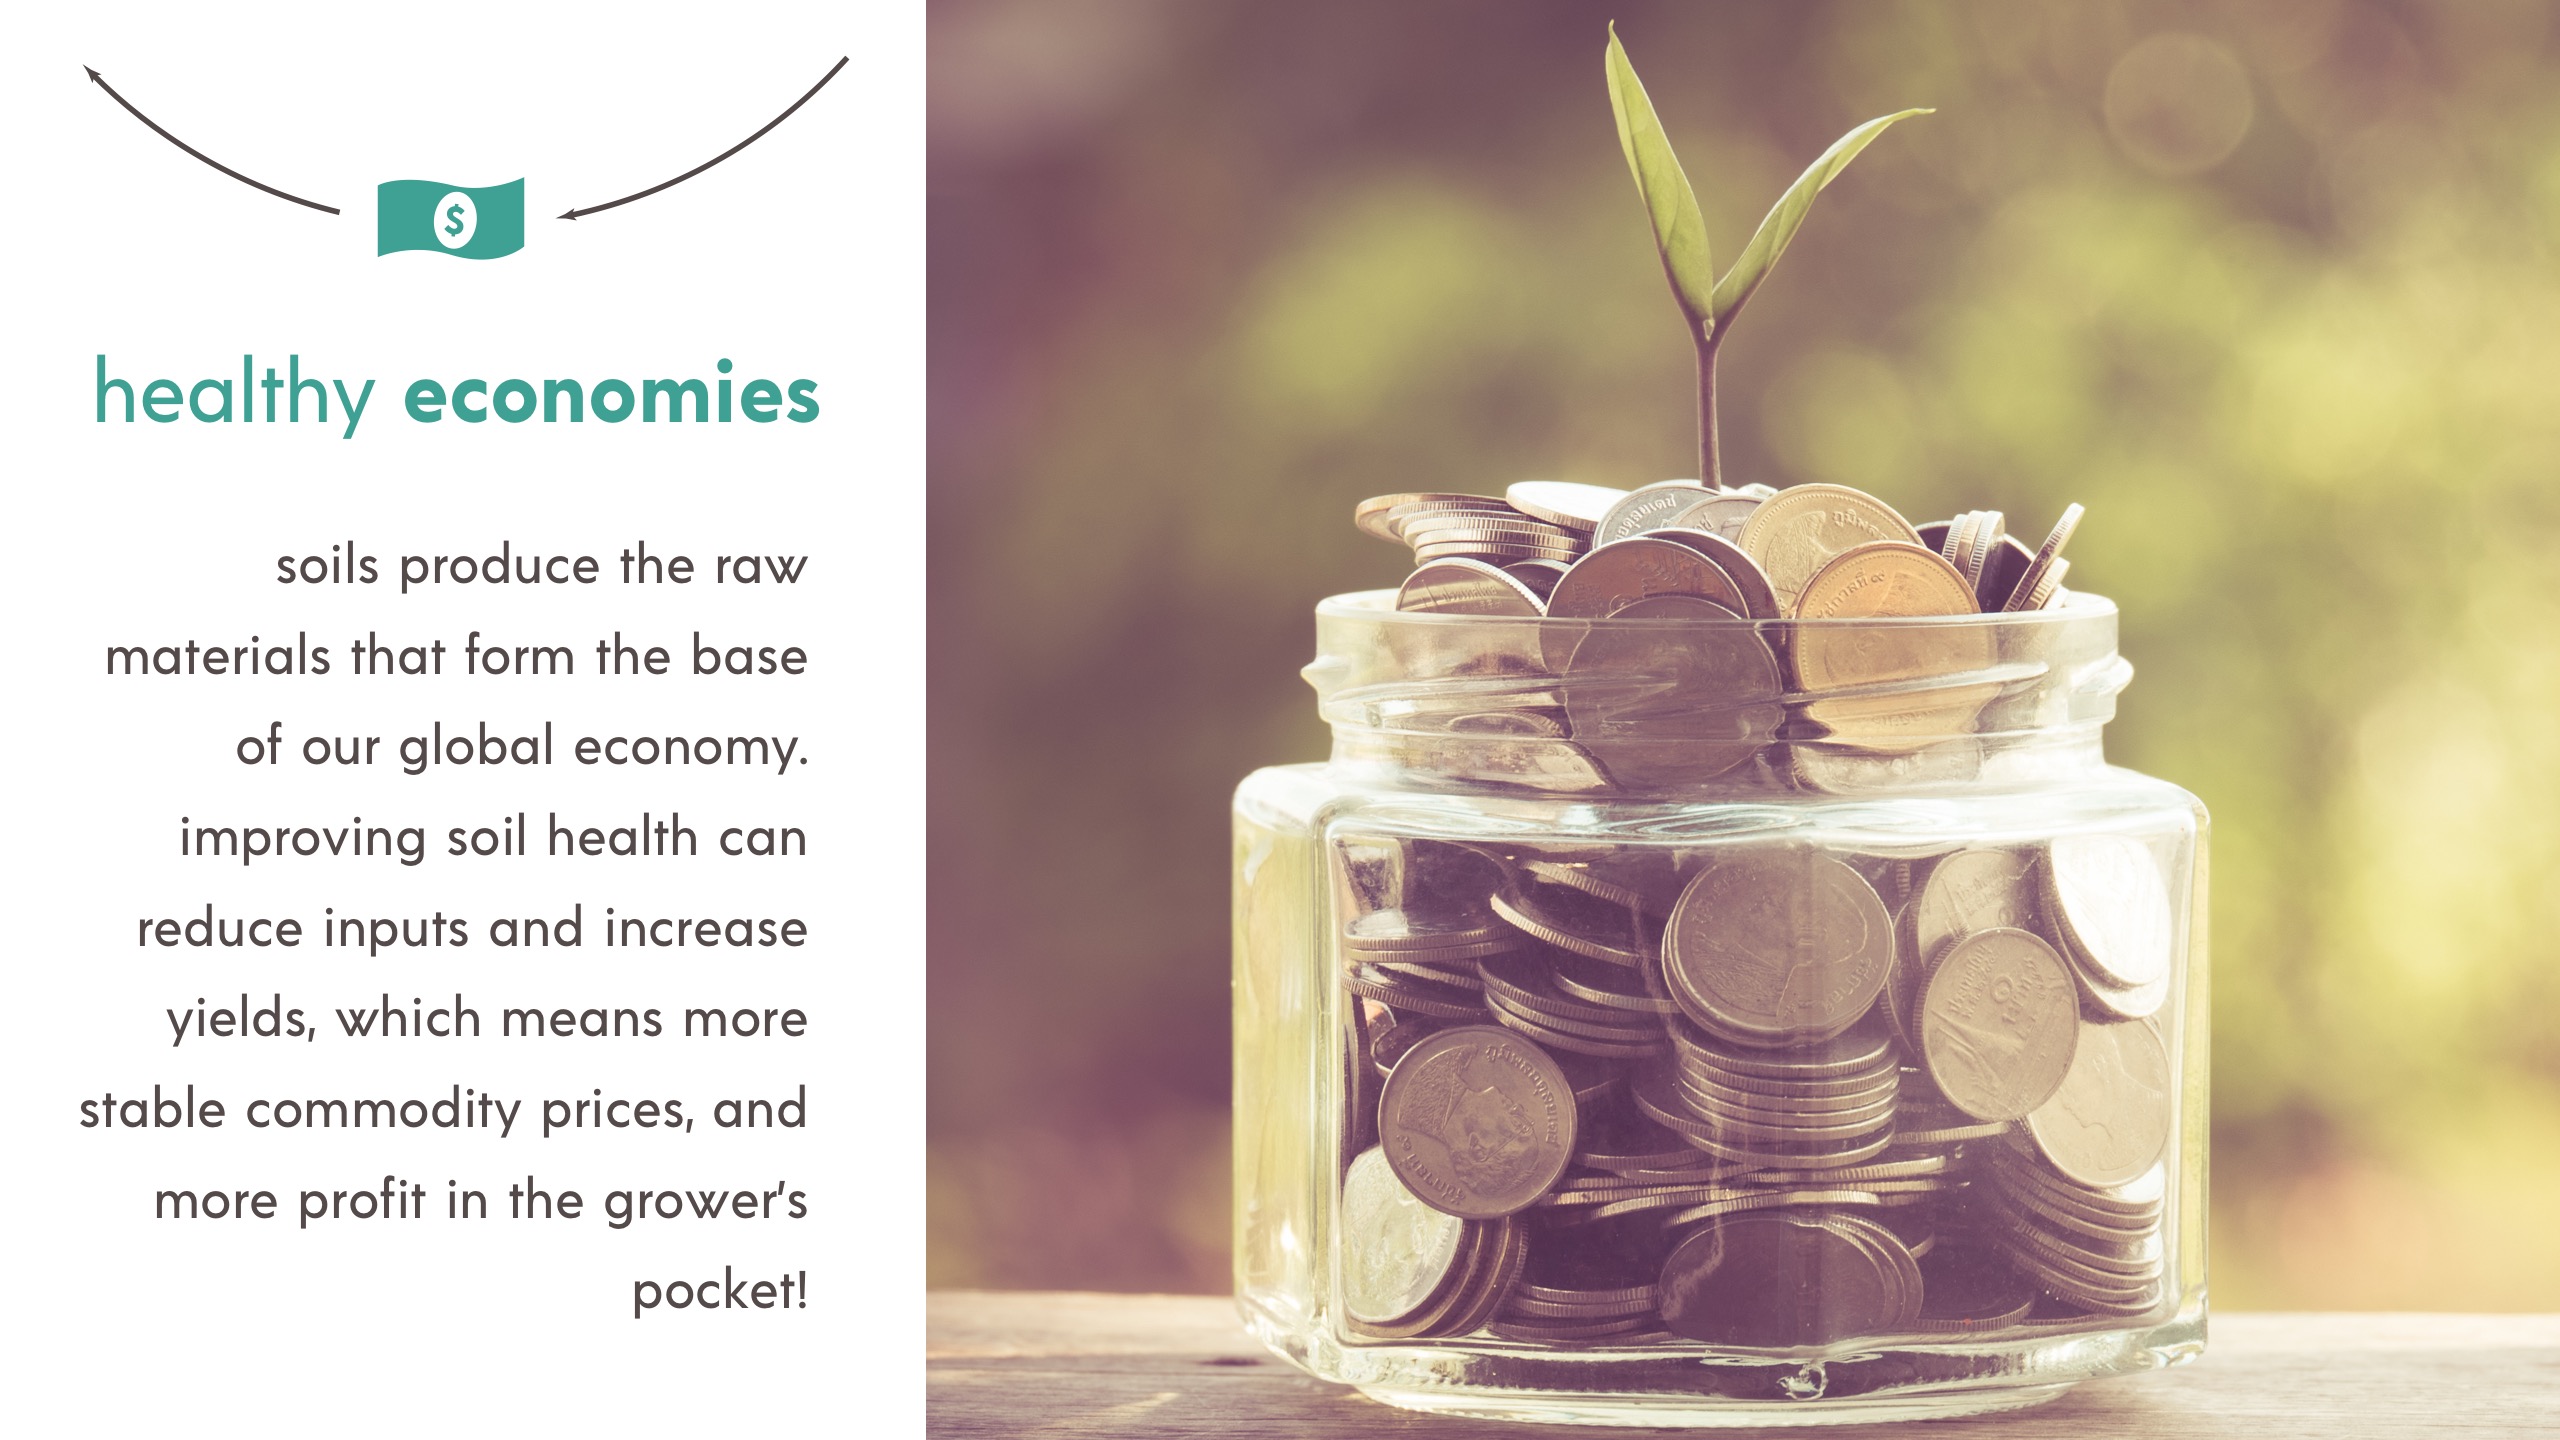 $
healthy economies
soils produce the raw
materials that form the base
of our global economy.
improving soil health can
reduce inputs and increase
yields, which means more
stable commodity prices, and
more profit in the grower's
pocket!